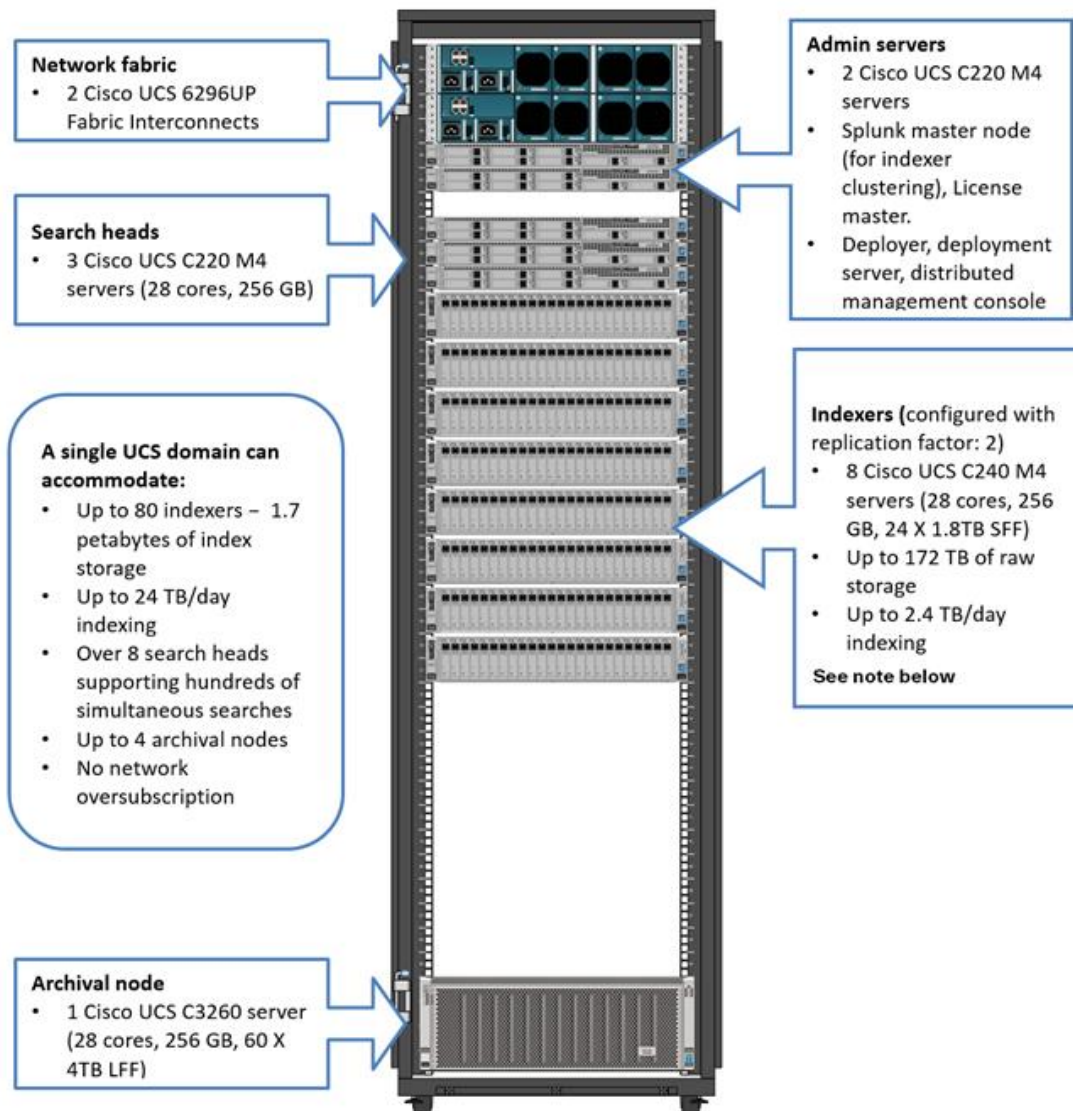 Network fabric
• 2 Cisco UCS 6296UP
Fabric Interconnects
Search heads
• 3 Cisco UCS C220 M4
servers (28 cores, 256 GB)
A single UCS domain can
accommodate:
• Up to 80 indexers – 1.7
petabytes of index
storage
• Up to 24 TB/day
indexing
• Over 8 search heads
supporting hundreds of
simultaneous searches
• Up to 4 archival nodes
• No network
oversubscription
Archival node
• 1 Cisco UCS C3260 server
(28 cores, 256 GB, 60 X
4TB LFF)
Admin servers
• 2 Cisco UCS C220 M4
servers
• Splunk master node
(for indexer
clustering), License
master.
• Deployer, deployment
server, distributed
management console
Indexers (configured with
replication factor: 2)
• 8 Cisco UCS C240 M4
servers (28 cores, 256
GB, 24 X 1.8TB SFF)
• Up to 172 TB of raw
storage
• Up to 2.4 TB/day
indexing
See note below